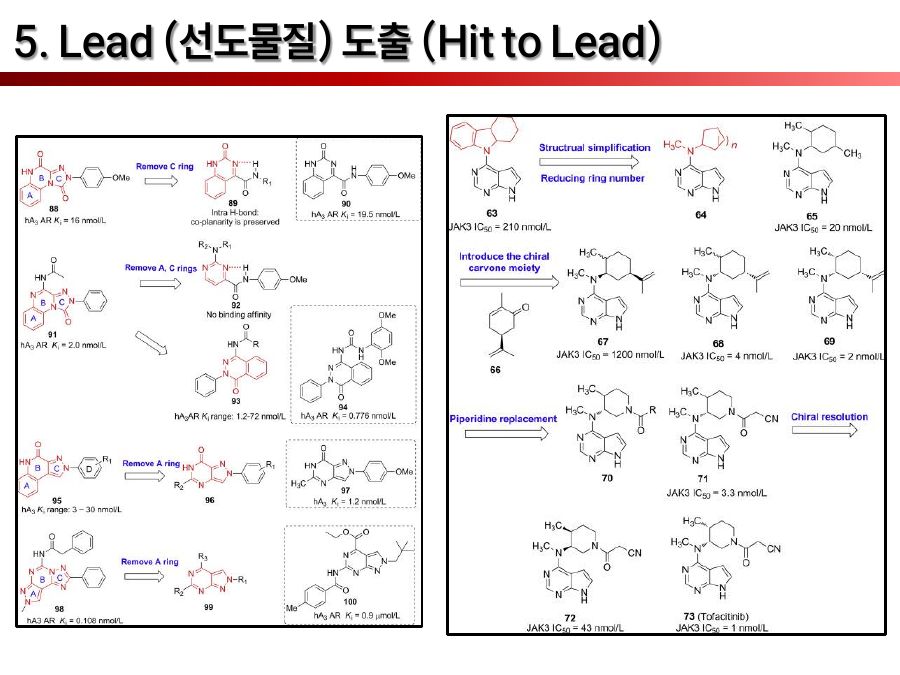 5. Lead (선도물질) 도출 (Hit to Lead)
Remove C ring
88
hA₃ AR Kᵢ = 16 nmol/L
89
Intra H-bond:
co-planarity is preserved
90
hA₃ AR Kᵢ = 19.5 nmol/L
Remove A, C rings
91
hA₃ AR Kᵢ = 2.0 nmol/L
92
No binding affinity
93
hA₃AR Kᵢ range: 1.2-72 nmol/L
94
hA₃ AR Kᵢ = 0.776 nmol/L
Remove A ring
95
hA₃ Kᵢ range: 3 – 30 nmol/L
96
97
hA₃ Kᵢ = 1.2 nmol/L
Remove A ring
98
hA3 AR Kᵢ = 0.108 nmol/L
99
100
hA₃ AR Kᵢ = 0.9 μmol/L
Structrual simplification
Reducing ring number
63
JAK3 IC₅₀ = 210 nmol/L
64
65
JAK3 IC₅₀ = 20 nmol/L
Introduce the chiral
carvone moiety
66
67
JAK3 IC₅₀ = 1200 nmol/L
68
JAK3 IC₅₀ = 4 nmol/L
69
JAK3 IC₅₀ = 2 nmol/L
Piperidine replacement
70
71
JAK3 IC₅₀ = 3.3 nmol/L
Chiral resolution
72
JAK3 IC₅₀ = 43 nmol/L
73 (Tofacitinib)
JAK3 IC₅₀ = 1 nmol/L